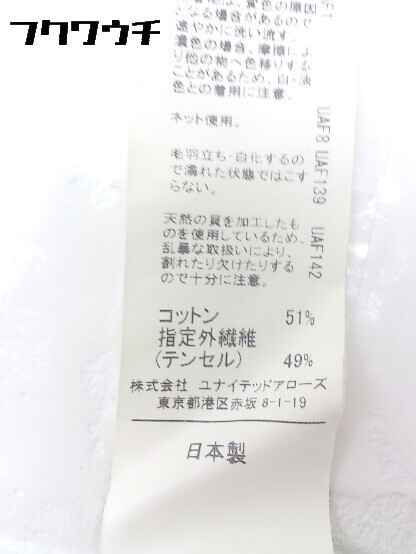 フクワウチ
なる場合があるので
速やかに洗い流す。
濃色の場合、摩擦によ
り他の物へ色移りする
ことがあるため、白・淡
色との着用に注意。
ネット使用。
毛羽立ち・白化するの
で濡れた状態ではこす
らない。
天然の貝を加工したも
のを使用しているため、
乱暴な取扱いにより、
割れたり欠けたりする
ので十分に注意。
UAF8 UAF139 UAF142
コットン 51%
指定外繊維
(テンセル) 49%
株式会社 ユナイテッドアローズ
東京都港区赤坂 8-1-19
日本製